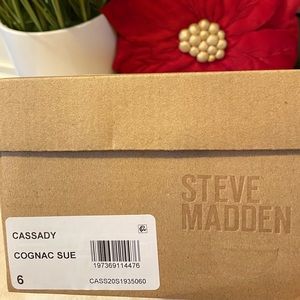 STEVE
MADDEN
CASSADY
COGNAC SUE
197369114476
6
CASS20S1935060